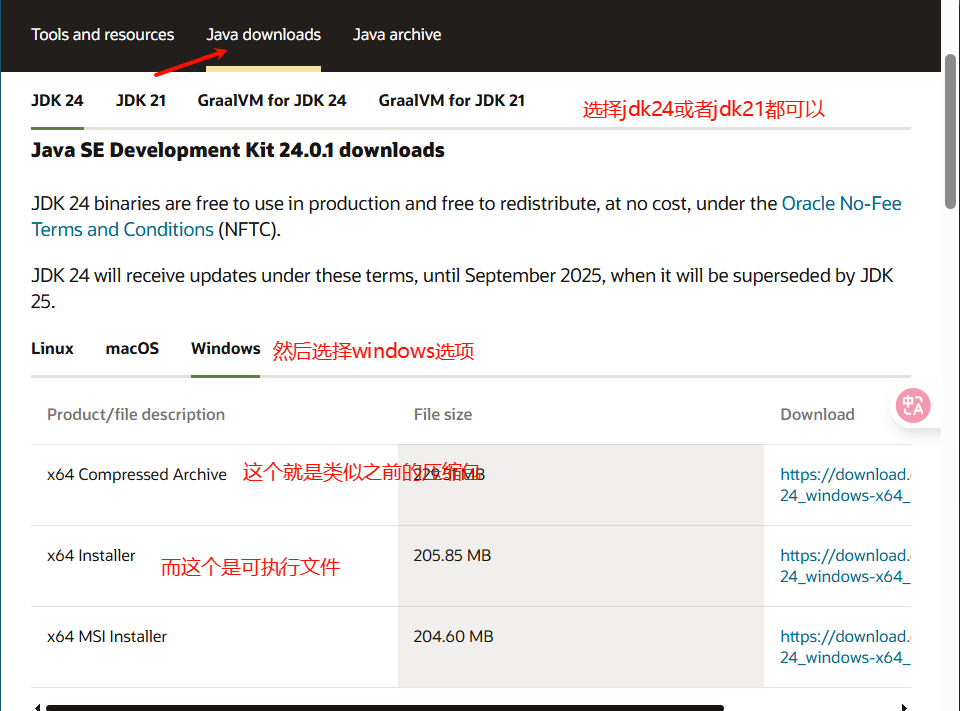 Tools and resources Java downloads Java archive
JDK 24 JDK 21 GraalVM for JDK 24 GraalVM for JDK 21 选择jdk24或者jdk21都可以
Java SE Development Kit 24.0.1 downloads
JDK 24 binaries are free to use in production and free to redistribute, at no cost, under the Oracle No-Fee
Terms and Conditions (NFTC).
JDK 24 will receive updates under these terms, until September 2025, when it will be superseded by JDK
25.
Linux macOS Windows 然后选择windows选项
Product/file description File size Download
x64 Compressed Archive 这个就是类似之前的压缩包 MB https://download.
24_windows-x64_
x64 Installer 而这个是可执行文件 205.85 MB https://download.
24_windows-x64_
x64 MSI Installer 204.60 MB https://download.
24_windows-x64_